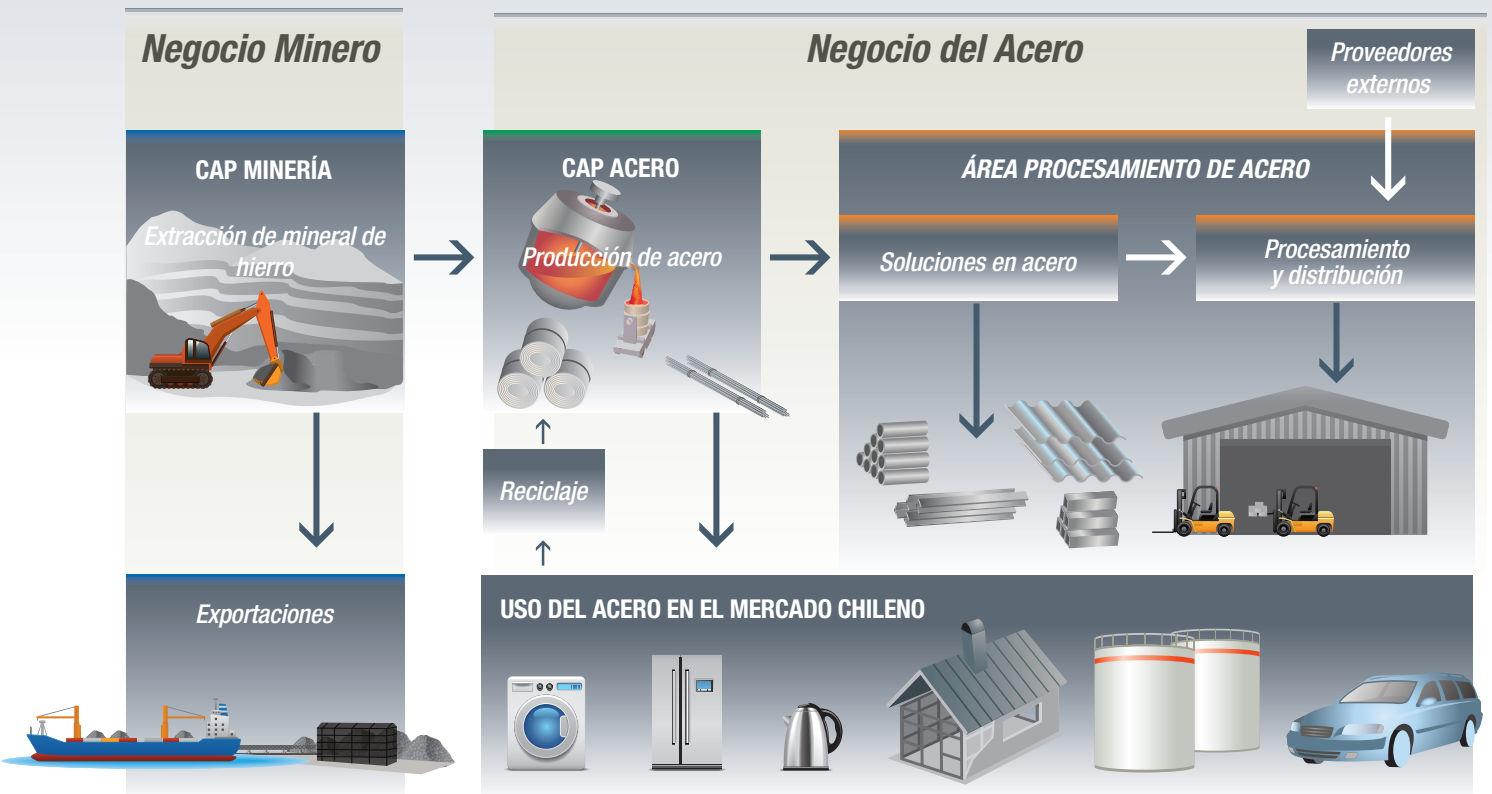 Negocio Minero
Negocio del Acero
Proveedores
externos
CAP MINERÍA
Extracción de mineral de
hierro
CAP ACERO
Producción de acero
ÁREA PROCESAMIENTO DE ACERO
Soluciones en acero
Procesamiento
y distribución
Reciclaje
Exportaciones
USO DEL ACERO EN EL MERCADO CHILENO